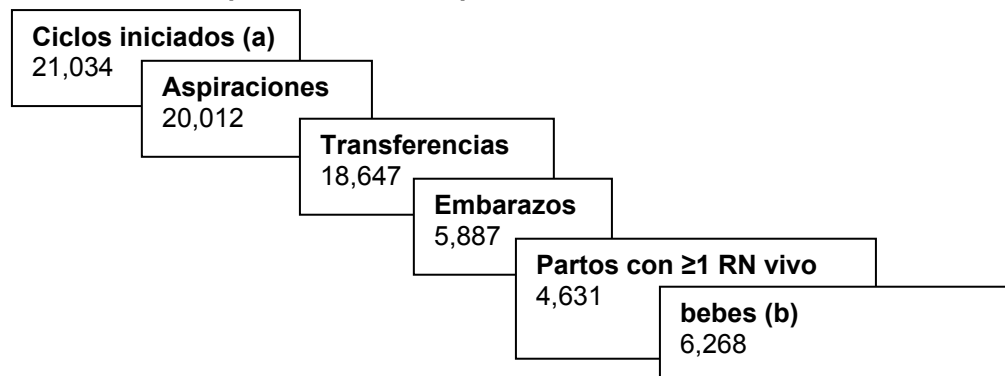 Ciclos iniciados (a)
21,034
Aspiraciones
20,012
Transferencias
18,647
Embarazos
5,887
Partos con ≥1 RN vivo
4,631
bebes (b)
6,268